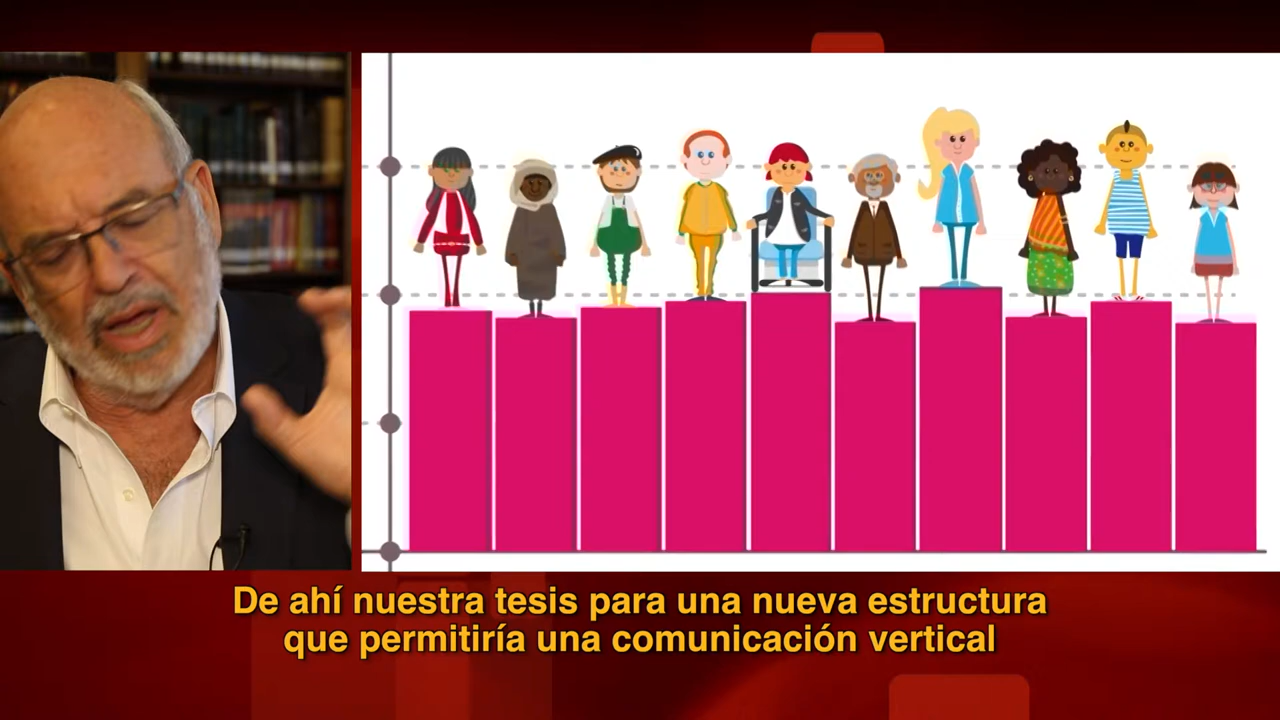 De ahí nuestra tesis para una nueva estructura
que permitiría una comunicación vertical